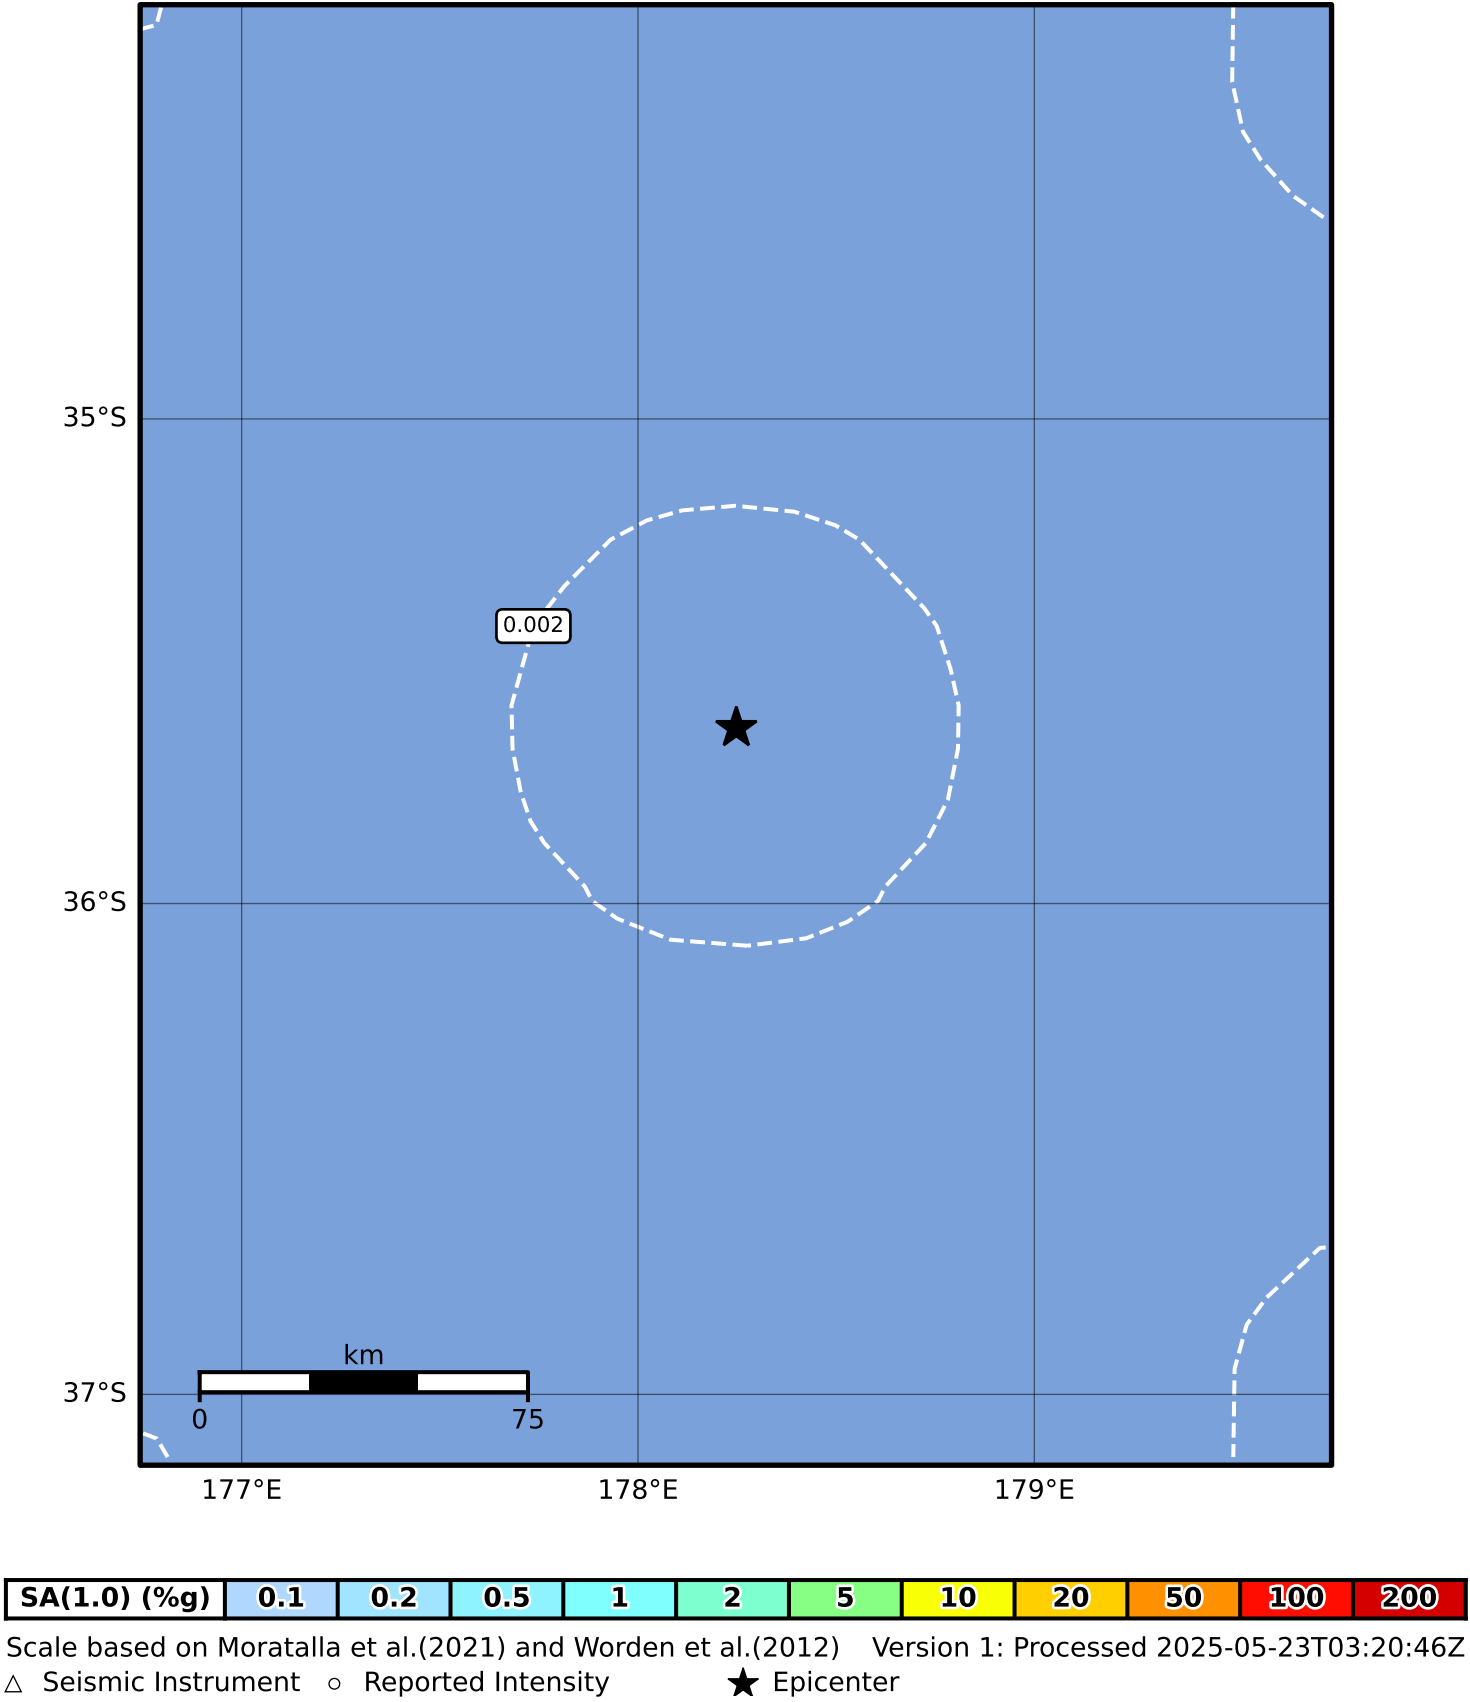 35°S
0.002
36°S
km
37°S
0 75
177°E 178°E 179°E
SA(1.0) (%g) 0.1 0.2 0.5 1 2 5 10 20 50 100 200
Scale based on Moratalla et al.(2021) and Worden et al.(2012) Version 1: Processed 2025-05-23T03:20:46Z
Seismic Instrument Reported Intensity Epicenter